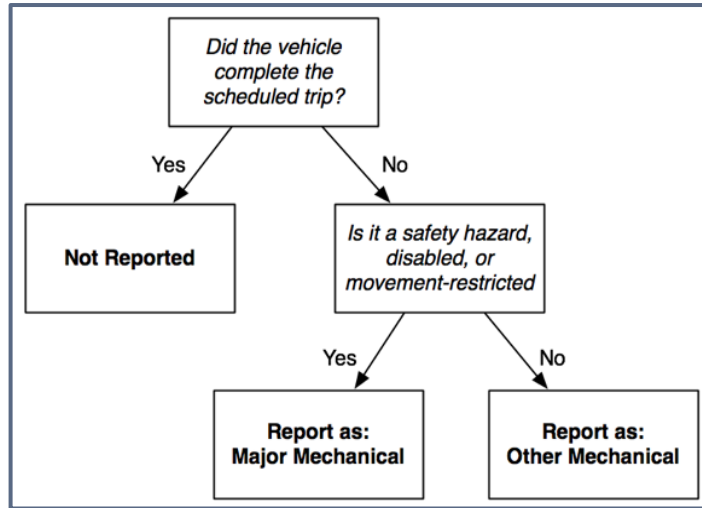 Did the vehicle
complete the
scheduled trip?
Yes
No
Not Reported
Is it a safety hazard,
disabled, or
movement-restricted
Yes
No
Report as:
Major Mechanical
Report as:
Other Mechanical